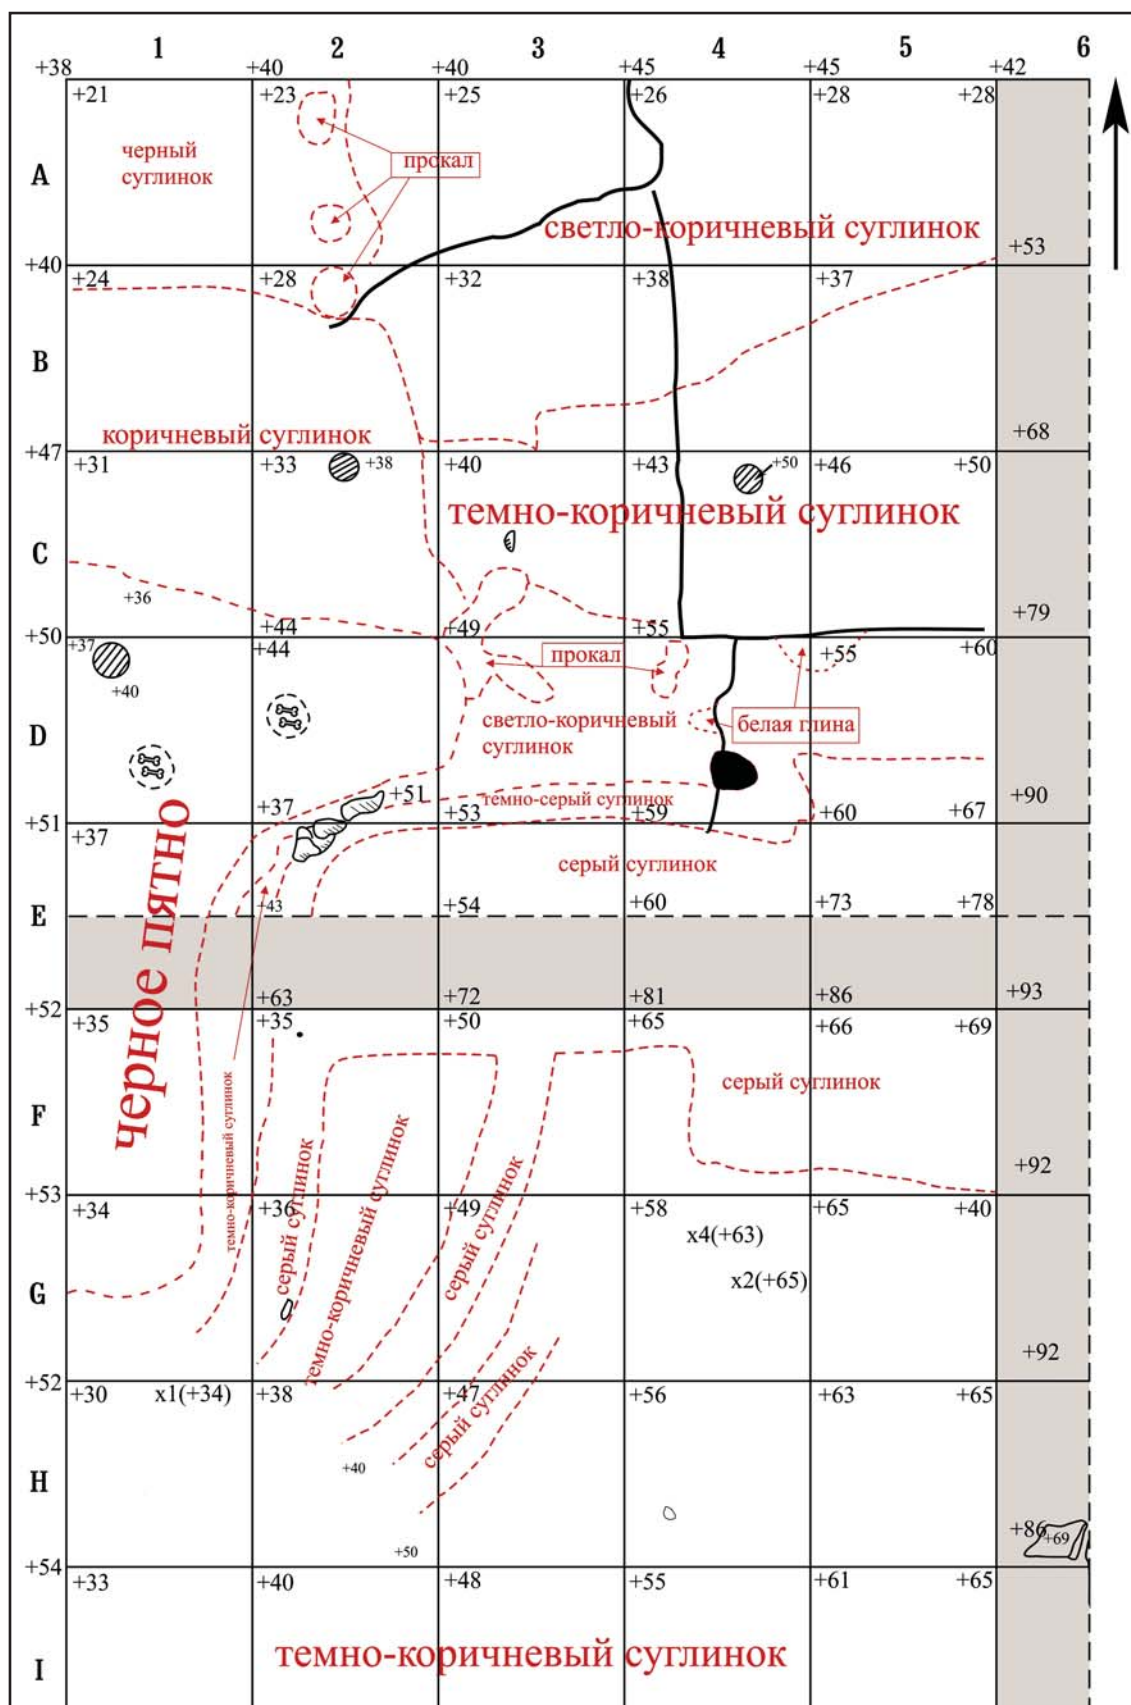 1 2 3 4 5 6
+38 +40 +40 +45 +45 +42
+21 +23 +25 +26 +28 +28
черный
суглинок
прокал
A
светло-коричневый суглинок
+53
+40
+24 +28 +32 +38 +37
B
коричневый суглинок
+68
+47
+31 +33 +38 +40 +43 +50 +46 +50
темно-коричневый суглинок
C
+36
+44 +79
+50 +49 +55
+37 +44 +55 +60
прокал
+40
светло-коричневый
суглинок
белая глина
D
+37 +51 темно-серый суглинок +90
+53 +59 +60 +67
+51
+37
серый суглинок
черное пятно
E
+43 +54 +60 +73 +78
+63 +72 +81 +86 +93
+52
+35 +35 +50 +65 +66 +69
серый суглинок
темно-коричневый суглинок
F
серый суглинок
темно-коричневый суглинок
серый суглинок
+92
+53
+34 +36 +49 +58 +65 +40
x4(+63)
x2(+65)
G
+92
+52
+30 x1(+34) +38 +47 +56 +63 +65
серый суглинок
+40
H
+86 +69
+50
+54
+33 +40 +48 +55 +61 +65
темно-коричневый суглинок
I